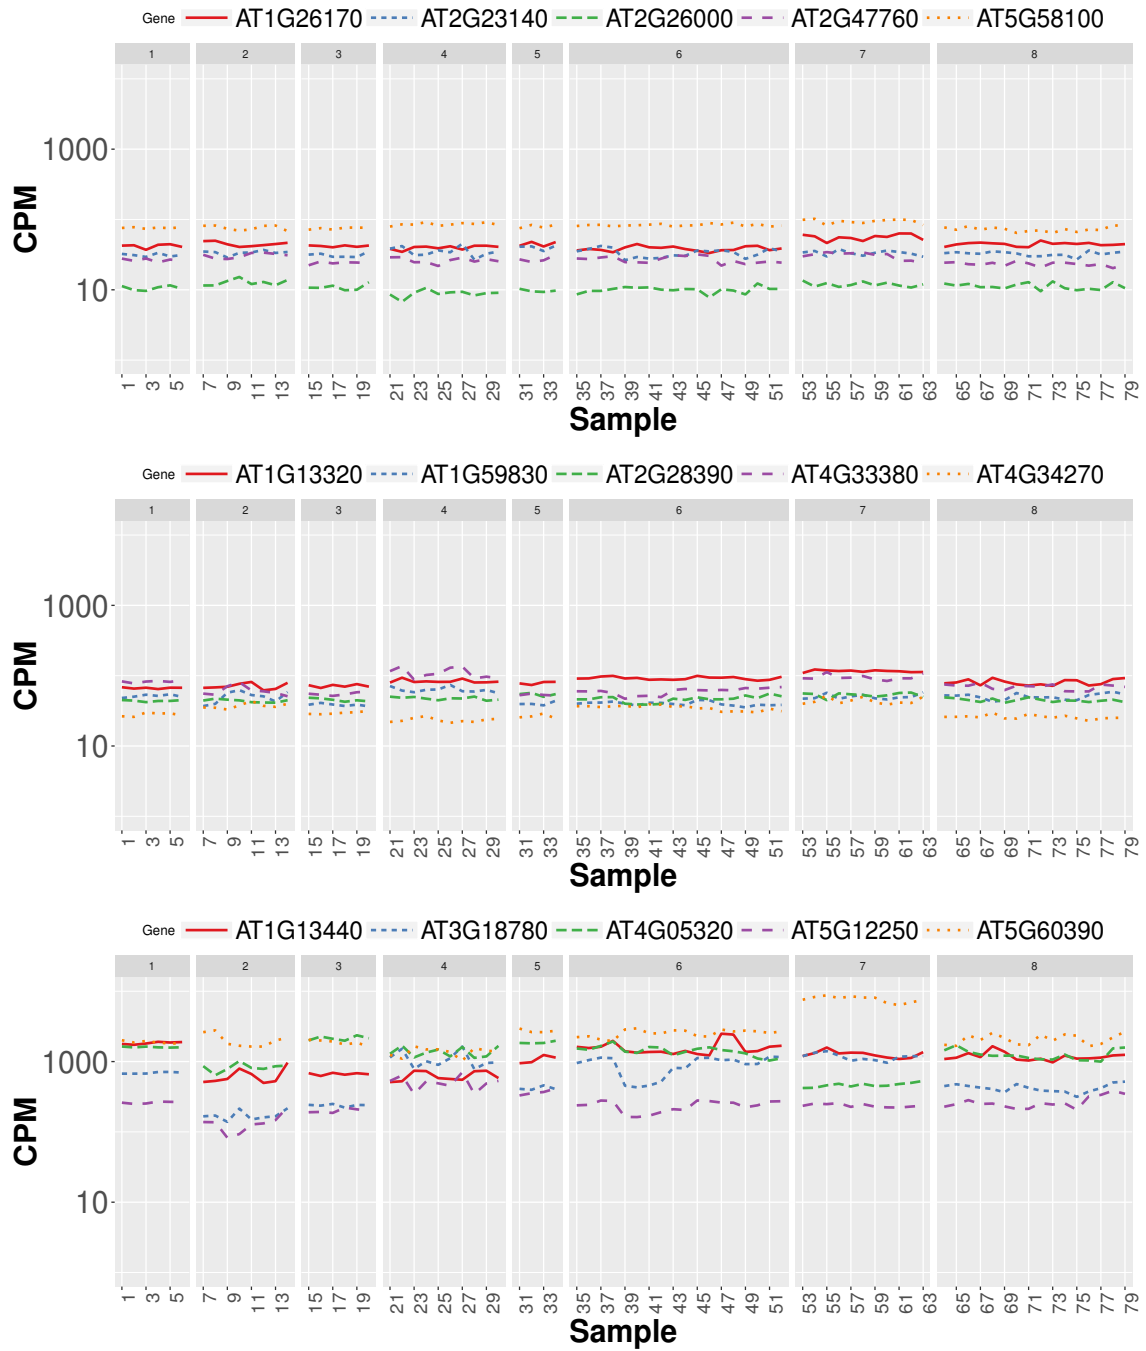 Gene AT1G26170 AT2G23140 AT2G26000 AT2G47760 AT5G58100
1 2 3 4 5 6 7 8
1000
10
CPM
1 3 5 7 9 11 13 15 17 19 21 23 25 27 29 31 33 35 37 39 41 43 45 47 49 51 53 55 57 59 61 63 65 67 69 71 73 75 77 79
Sample
Gene AT1G13320 AT1G59830 AT2G28390 AT4G33380 AT4G34270
1 2 3 4 5 6 7 8
1000
10
CPM
1 3 5 7 9 11 13 15 17 19 21 23 25 27 29 31 33 35 37 39 41 43 45 47 49 51 53 55 57 59 61 63 65 67 69 71 73 75 77 79
Sample
Gene AT1G13440 AT3G18780 AT4G05320 AT5G12250 AT5G60390
1 2 3 4 5 6 7 8
1000
10
CPM
1 3 5 7 9 11 13 15 17 19 21 23 25 27 29 31 33 35 37 39 41 43 45 47 49 51 53 55 57 59 61 63 65 67 69 71 73 75 77 79
Sample